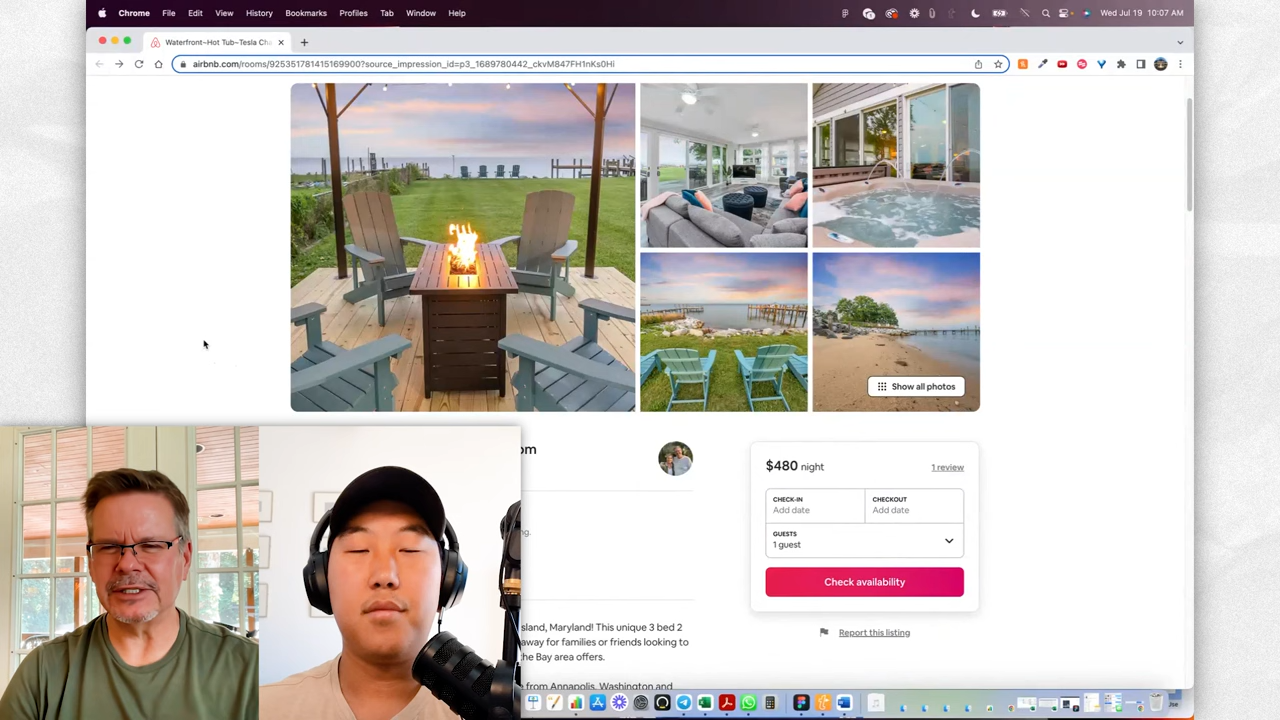 Chrome File Edit View History Bookmarks Profiles Tab Window Help
Wed Jul 19 10:07 AM
Waterfront~Hot Tub~Tesla Cha
airbnb.com/rooms/925351781415169900?source_impression_id=p3_1689780442_ckvM847FH1nKs0Hi
Show all photos
om
$480 night
1 review
CHECK-IN
Add date
CHECKOUT
Add date
GUESTS
1 guest
ng.
Check availability
Report this listing
sland, Maryland! This unique 3 bed 2
away for families or friends looking to
he Bay area offers.
e from Annapolis, Washington and